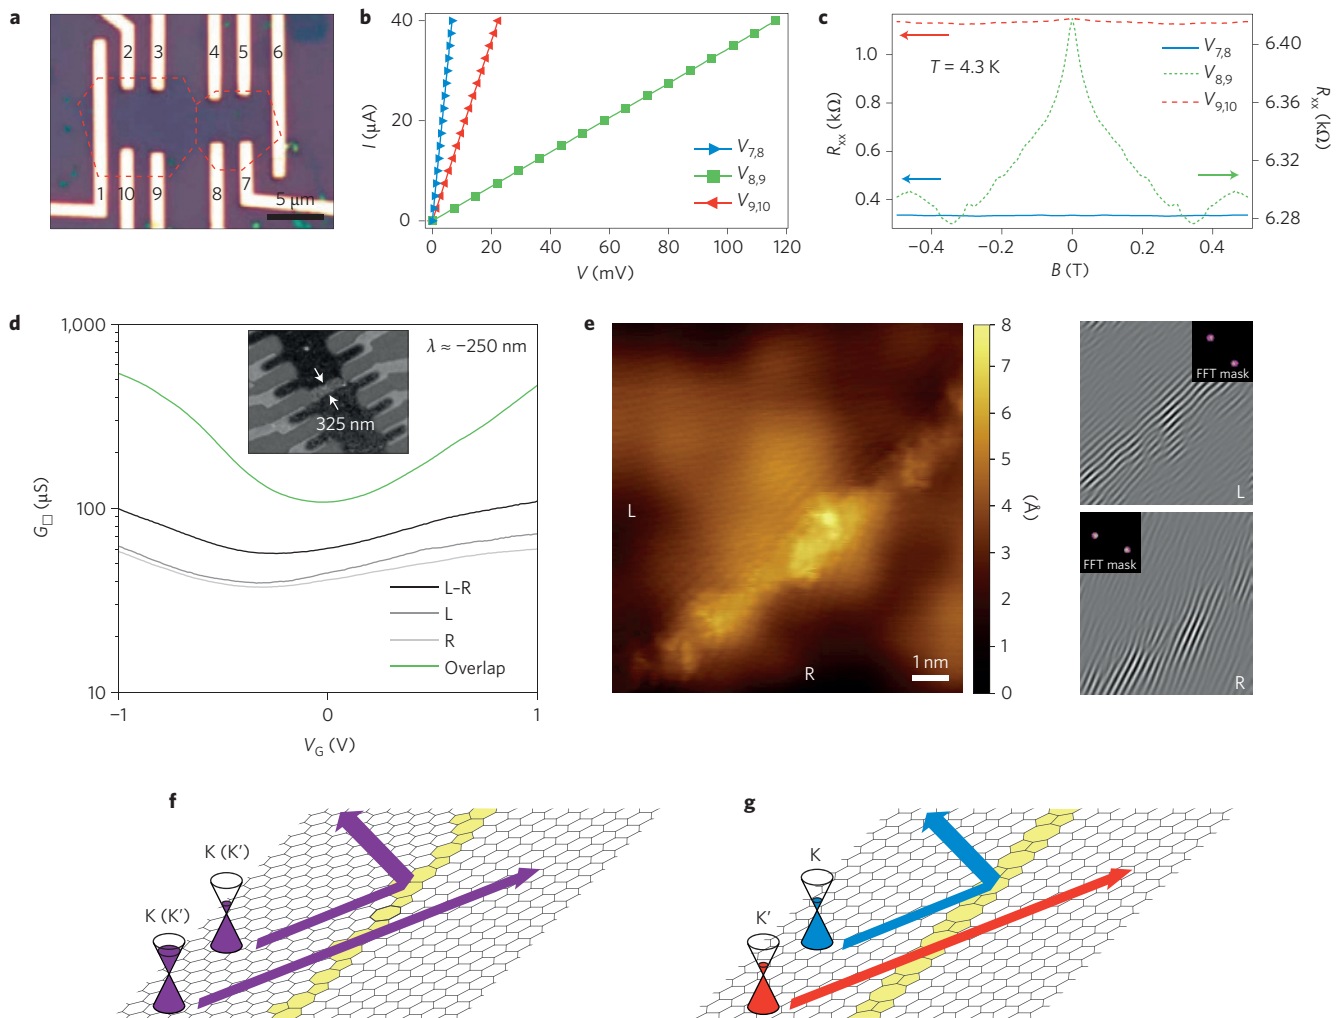 a
2 3 4 5 6
1 10 9 8 7
5 μm
b
40
20
0
I (μA)
0 20 40 60 80 100 120
V (mV)
V7,8
V8,9
V9,10
c
1.0
0.8
0.6
0.4
Rxx (kΩ)
T = 4.3 K
V7,8
V8,9
V9,10
6.40
6.36
6.32
6.28
Rxx (kΩ)
−0.4 −0.2 0 0.2 0.4
B (T)
d
1,000
100
10
G□ (μS)
λ ≈ −250 nm
325 nm
L–R
L
R
Overlap
−1 0 1
VG (V)
e
L
R
1 nm
8
7
6
5
4
3
2
1
0
(Å)
FFT mask
L
FFT mask
R
f
K (K′)
K (K′)
g
K
K′